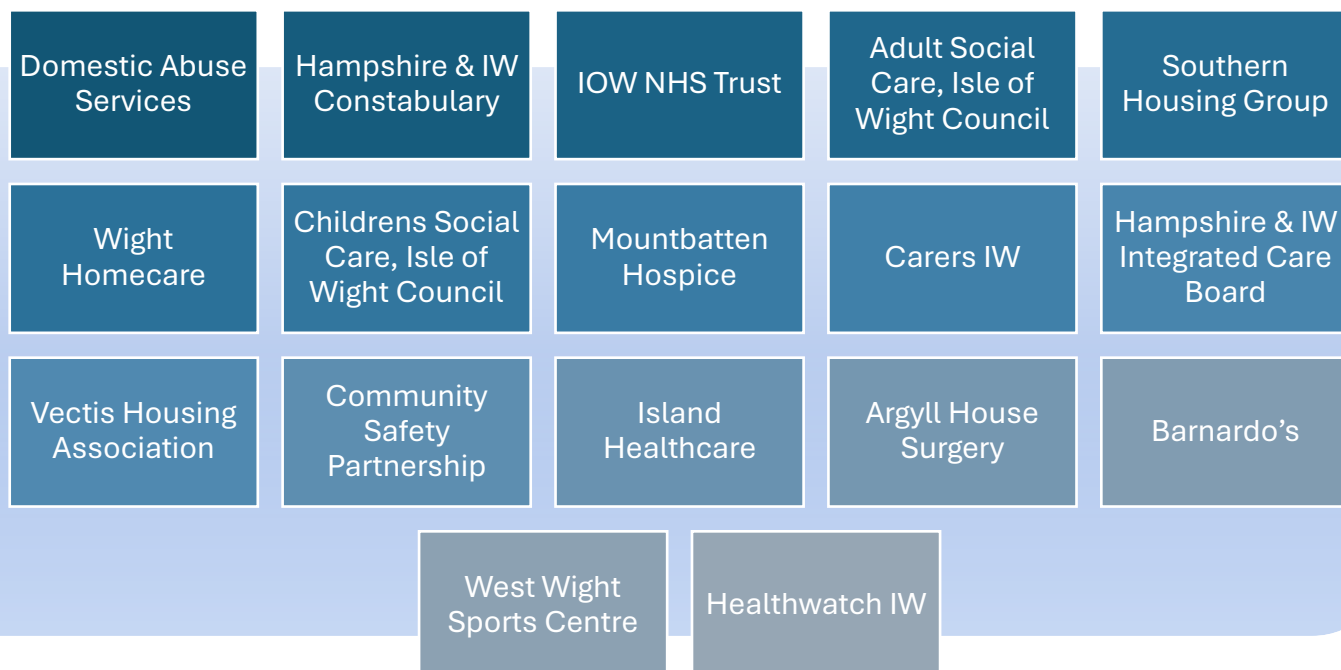 Domestic Abuse
Services
Hampshire & IW
Constabulary
IOW NHS Trust
Adult Social
Care, Isle of
Wight Council
Southern
Housing Group
Wight
Homecare
Childrens Social
Care, Isle of
Wight Council
Mountbatten
Hospice
Carers IW
Hampshire & IW
Integrated Care
Board
Vectis Housing
Association
Community
Safety
Partnership
Island
Healthcare
Argyll House
Surgery
Barnardo’s
West Wight
Sports Centre
Healthwatch IW